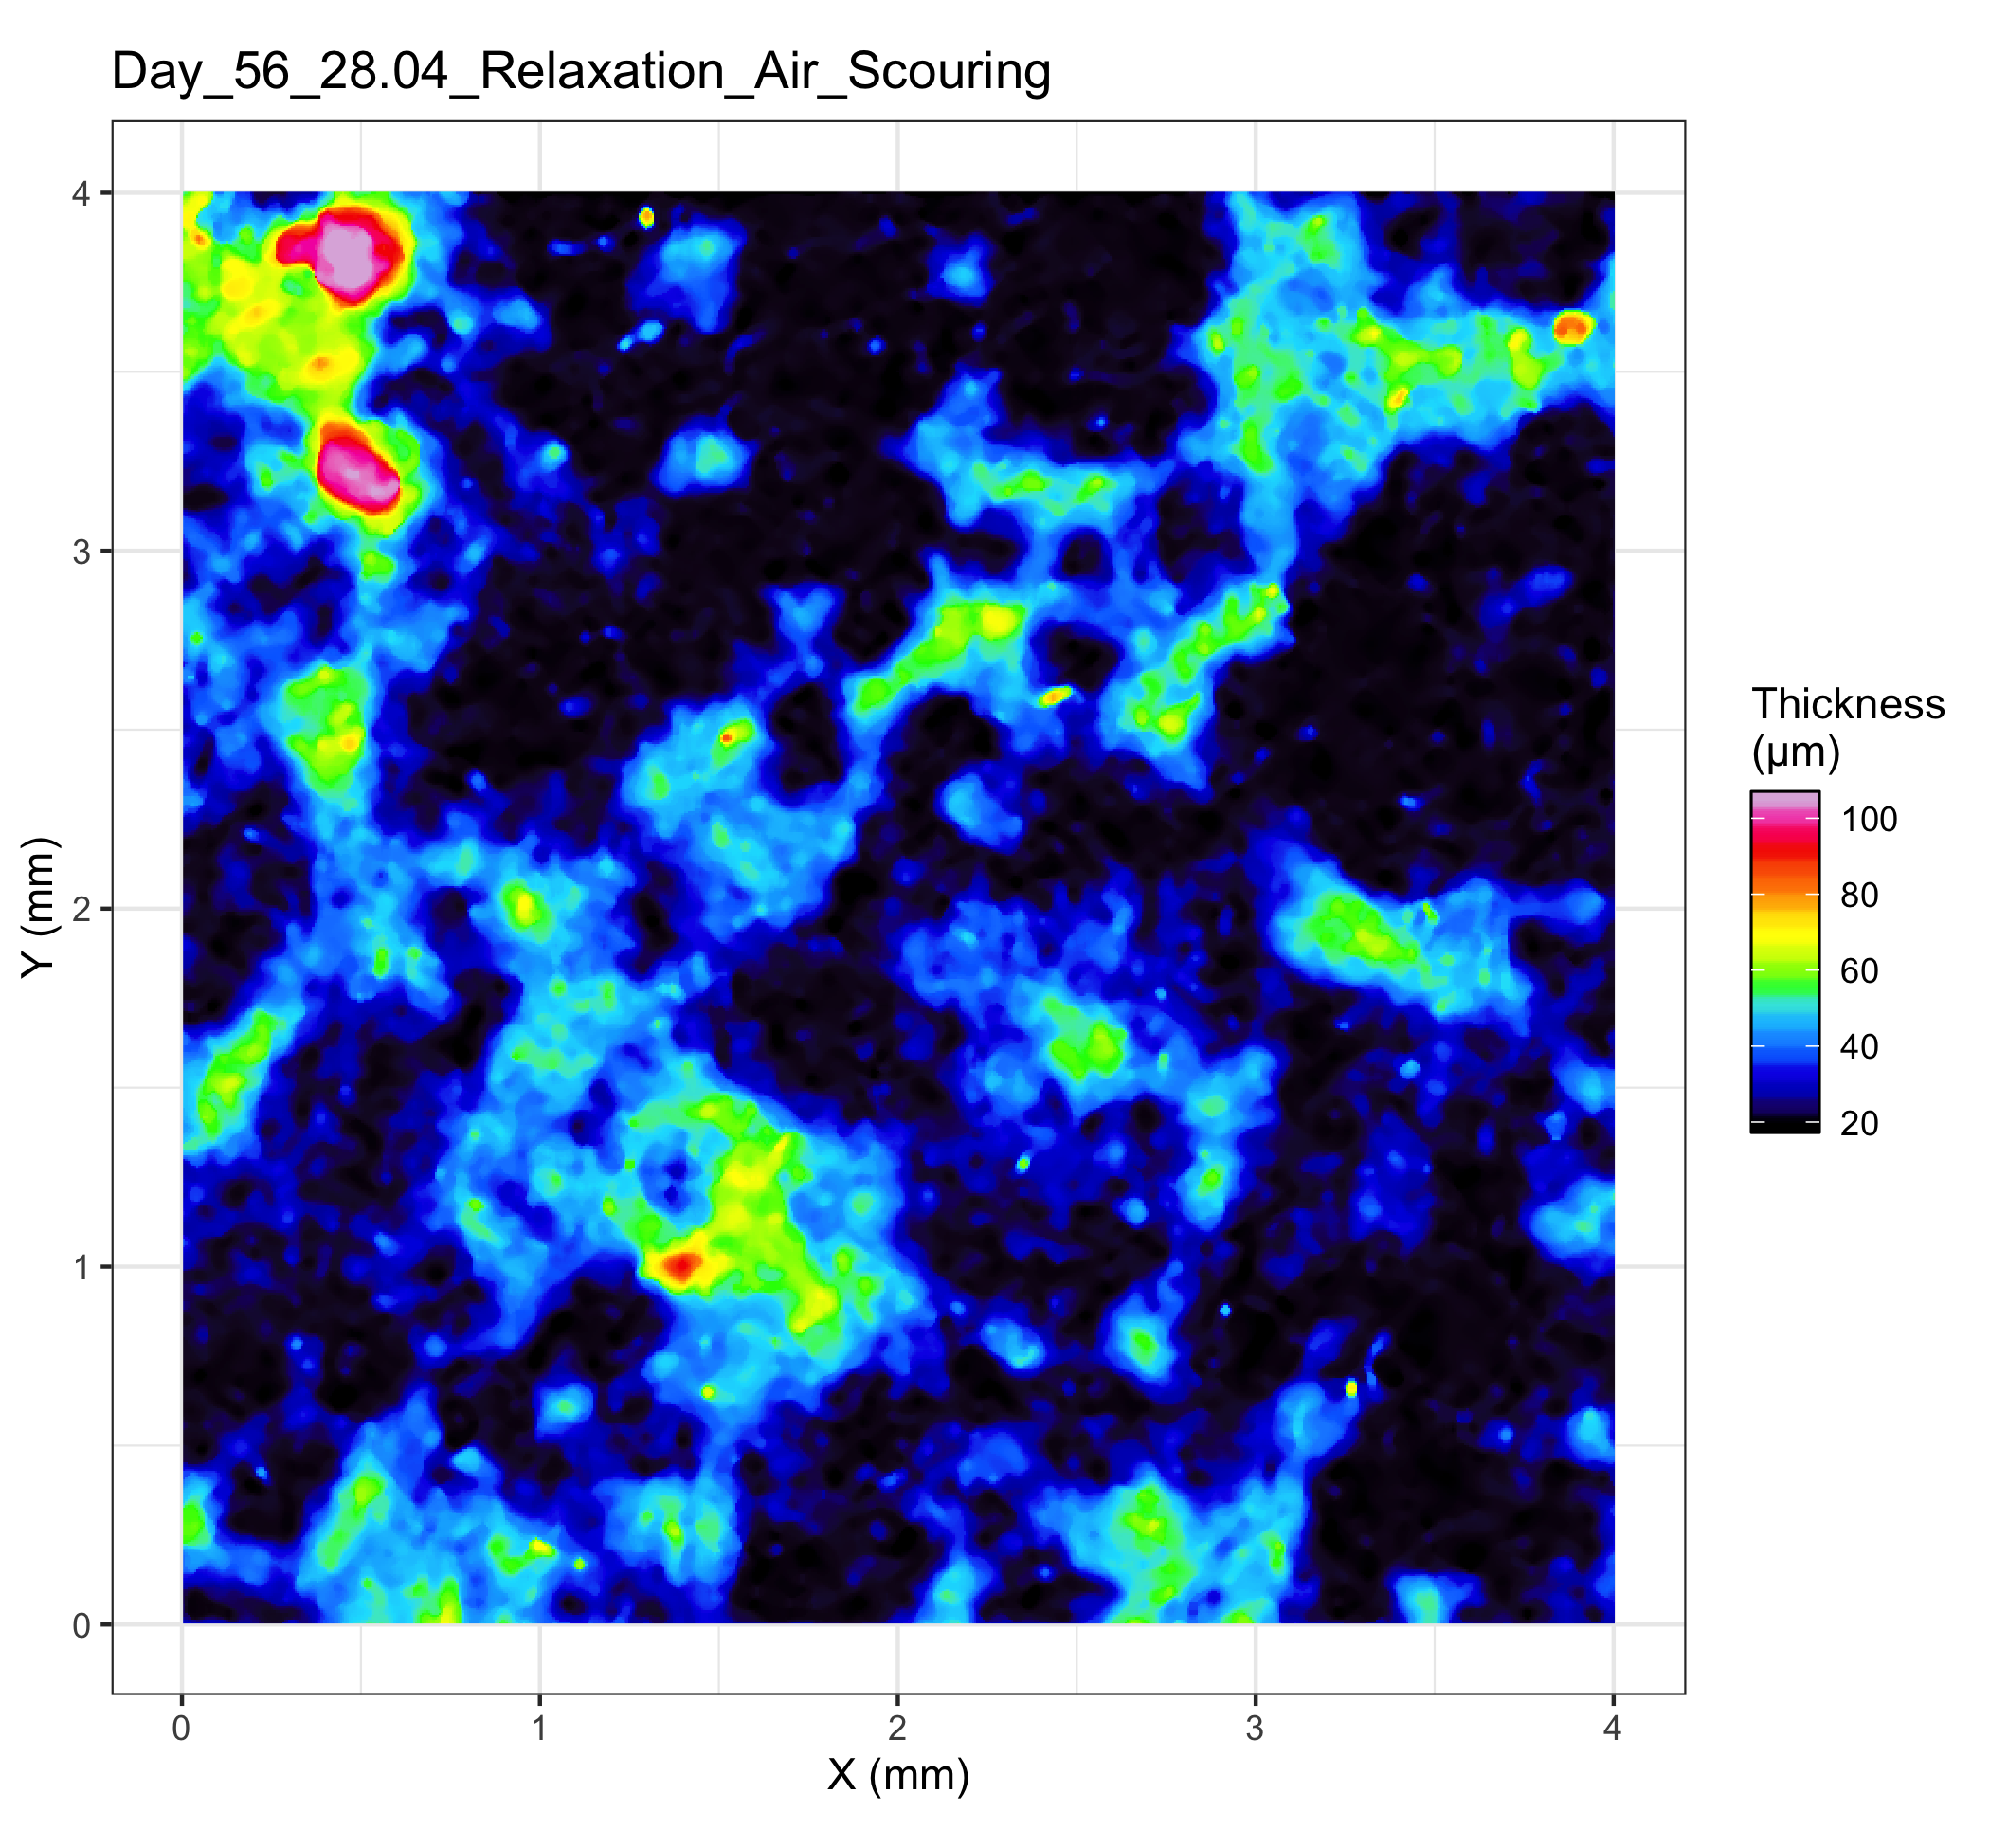 Day_56_28.04_Relaxation_Air_Scouring
4
3
2
1
0
Y (mm)
0 1 2 3 4
X (mm)
Thickness
(μm)
100
80
60
40
20